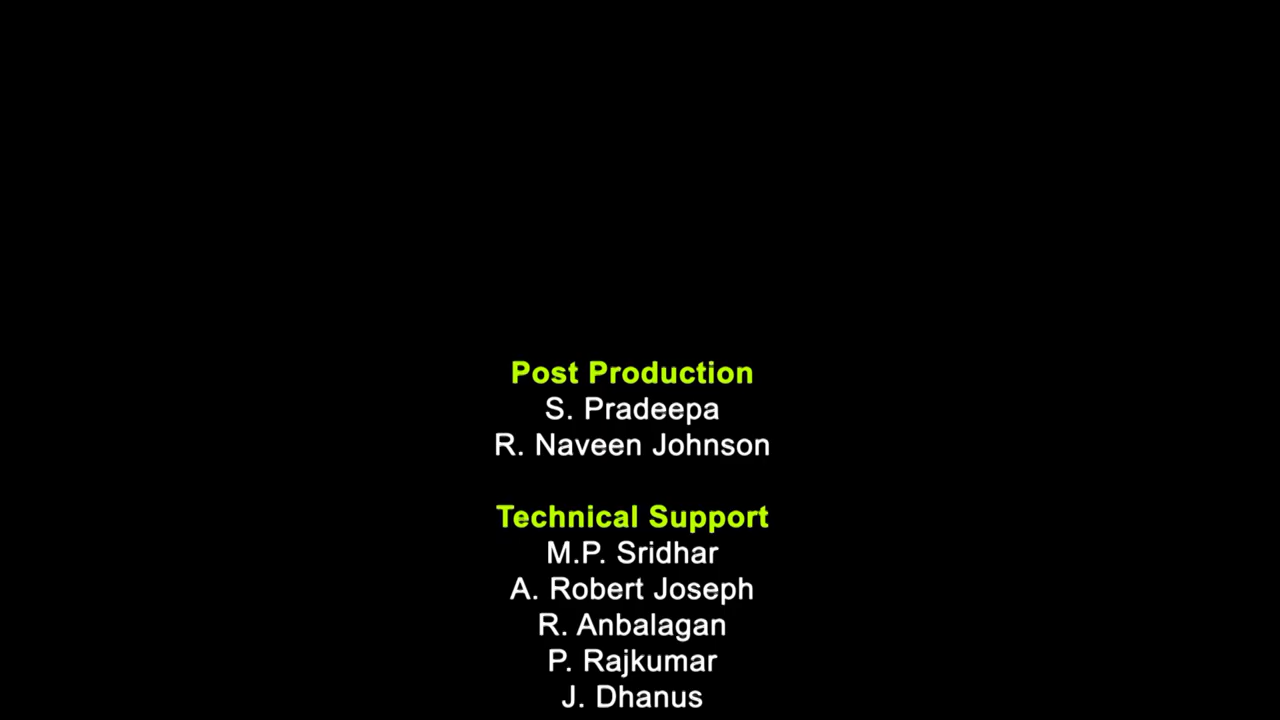 Post Production
S. Pradeepa
R. Naveen Johnson
Technical Support
M.P. Sridhar
A. Robert Joseph
R. Anbalagan
P. Rajkumar
J. Dhanus